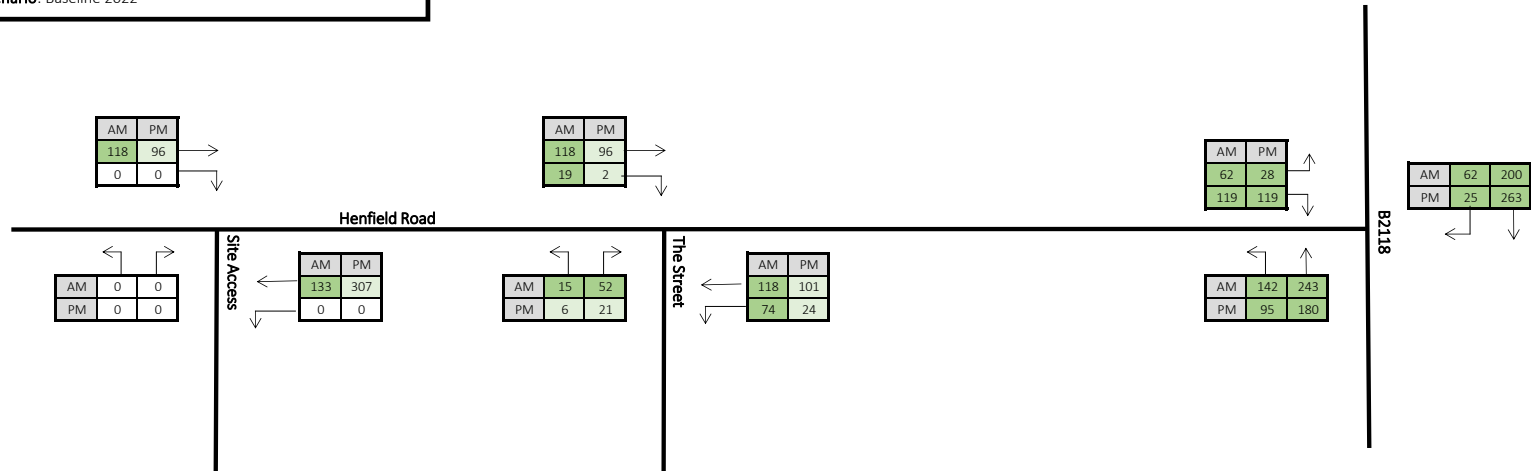 nario: Baseline 2022
AM PM
118 96
0 0
AM PM
118 96
19 2
AM PM
62 28
119 119
AM 62 200
PM 25 263
Henfield Road
B2118
Site Access
The Street
AM 0 0
PM 0 0
AM PM
133 307
0 0
AM 15 52
PM 6 21
AM PM
118 101
74 24
AM 142 243
PM 95 180